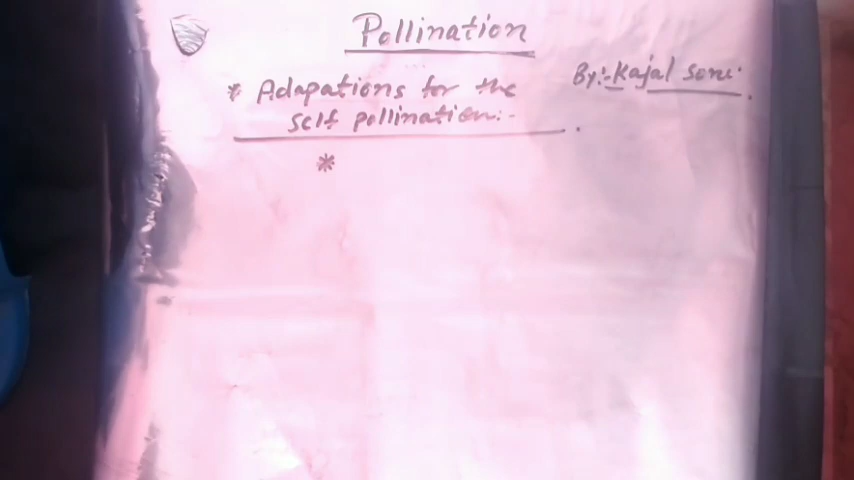 Pollination
By:- Kajal soni.
* Adapations for the
self pollination:-
*